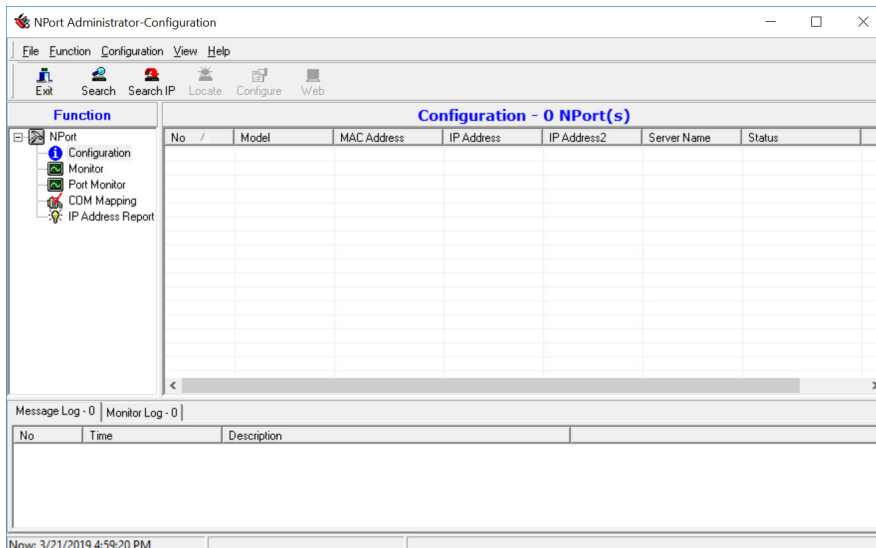 NPort Administrator-Configuration
File Function Configuration View Help
Exit Search Search IP Locate Configure Web
Function
Configuration - 0 NPort(s)
NPort
Configuration
Monitor
Port Monitor
COM Mapping
IP Address Report
No / Model MAC Address IP Address IP Address2 Server Name Status
Message Log - 0 Monitor Log - 0
No Time Description
Now: 3/21/2019 4:59:20 PM